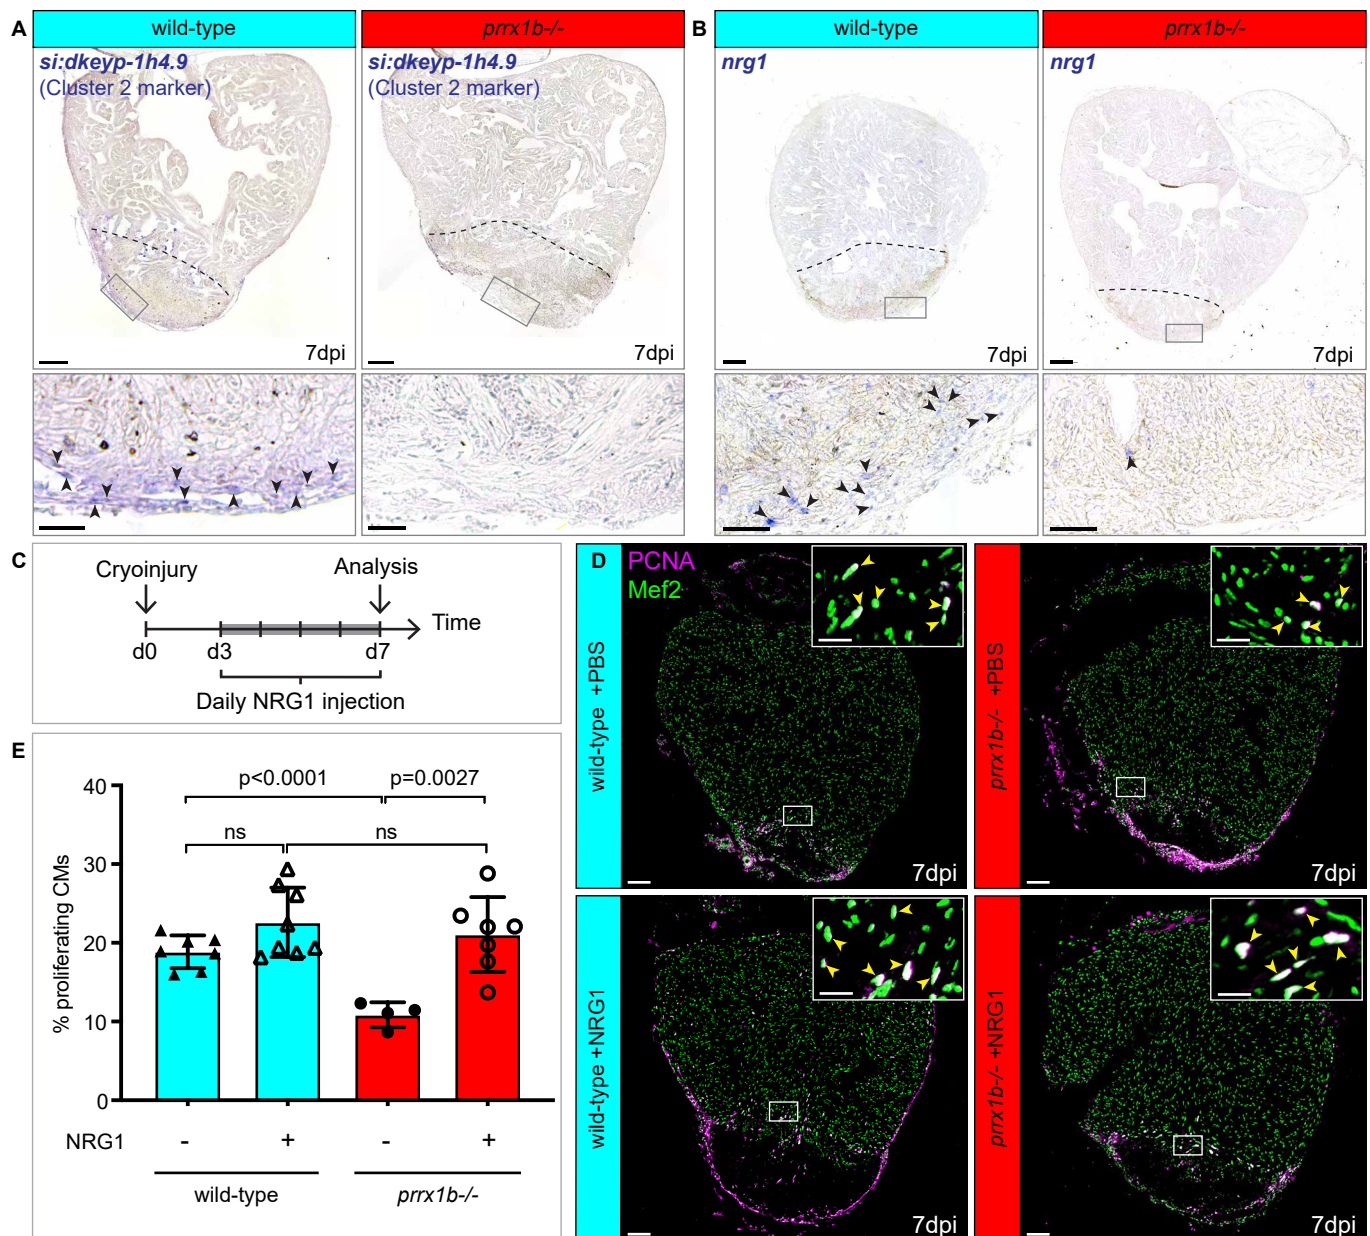 A
wild-type
prrx1b-/-
si:dkeyp-1h4.9
(Cluster 2 marker)
si:dkeyp-1h4.9
(Cluster 2 marker)
7dpi
7dpi
B
wild-type
prrx1b-/-
nrg1
nrg1
7dpi
7dpi
C
Cryoinjury
Analysis
Time
d0
d3
d7
Daily NRG1 injection
D
PCNA
Mef2
wild-type +PBS
7dpi
prrx1b-/- +PBS
7dpi
wild-type +NRG1
7dpi
prrx1b-/- +NRG1
7dpi
E
p<0.0001
p=0.0027
ns
ns
% proliferating CMs
40
30
20
10
0
NRG1
-
+
-
+
wild-type
prrx1b-/-